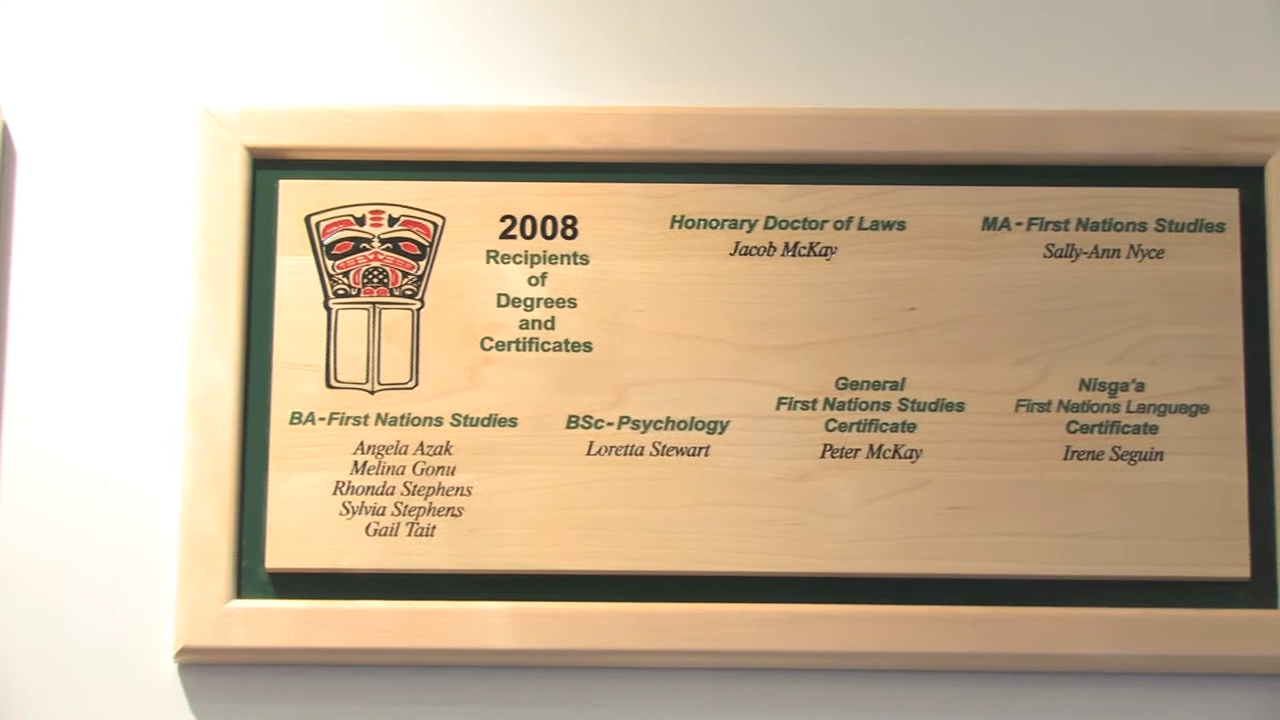 2008
Recipients
of
Degrees
and
Certificates
Honorary Doctor of Laws
Jacob McKay
MA-First Nations Studies
Sally-Ann Nyce
BA-First Nations Studies
Angela Azak
Melina Gonu
Rhonda Stephens
Sylvia Stephens
Gail Tait
BSc-Psychology
Loretta Stewart
General
First Nations Studies
Certificate
Peter McKay
Nisg̲a'a
First Nations Language
Certificate
Irene Seguin